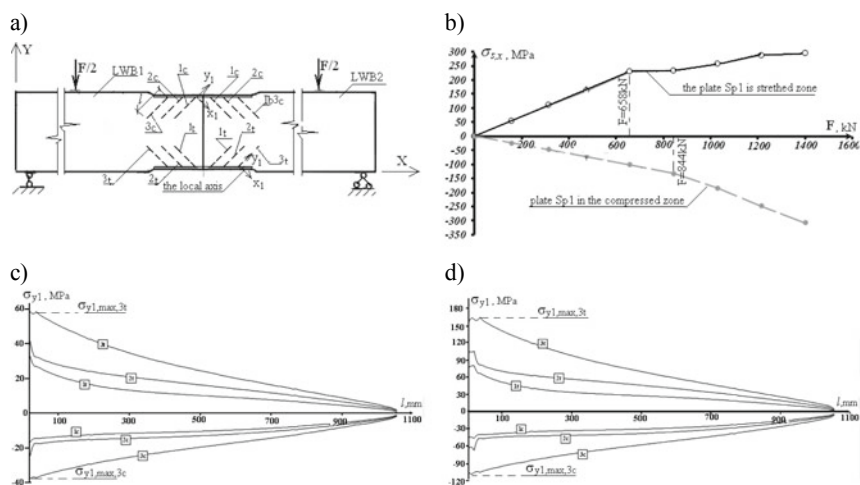 a)
Y
F/2
F/2
LWB1
LWB2
2c
1c
y1
1c
2c
lb3c
x1
3c
1t
1t
2t
y1
3t
3t
2t
the local axis
x1
X
b)
σs,x, MPa
300
250
200
150
100
50
0
-50
-100
-150
-200
-250
-300
-350
200
400
600
800
1000
1200
1400
1600
F, kN
F=658kN
F=844kN
the plate Sp1 is strethed zone
plate Sp1 in the compressed zone
c)
σy1, MPa
60
40
20
0
-20
-40
100
300
500
700
900
1100
l,mm
σy1,max,3t
σy1,max,3c
3c
d)
σy1, MPa
180
150
120
90
60
30
0
-30
-60
-90
-120
100
300
500
700
900
1100
l,mm
σy1,max,3t
σy1,max,3c
3c